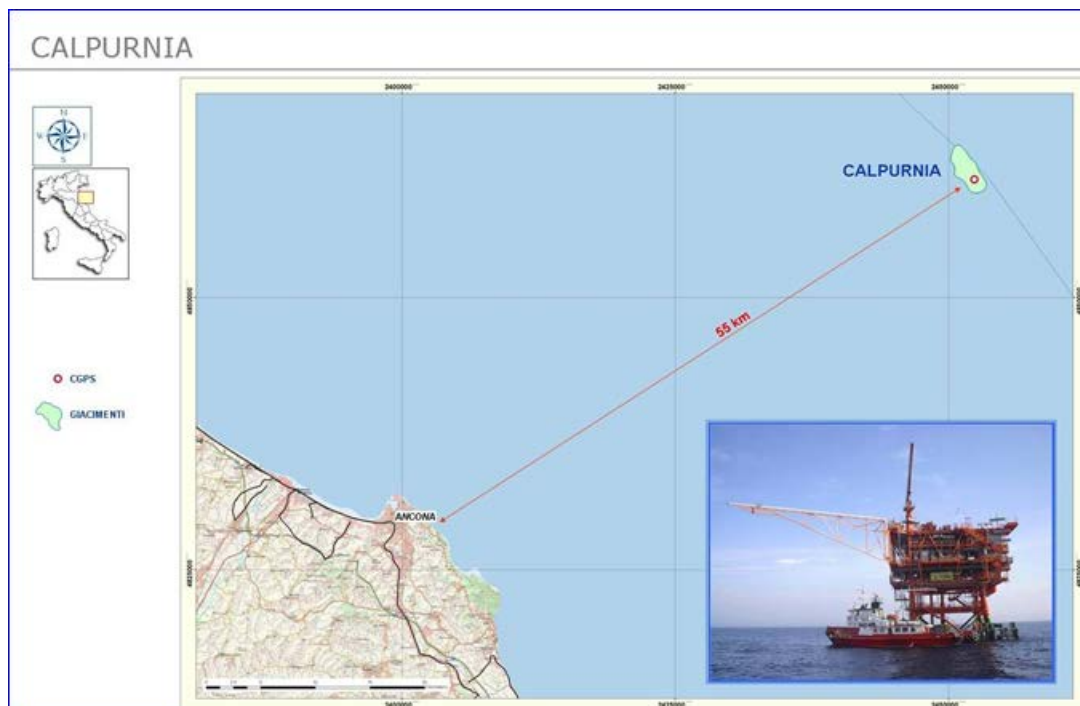 CALPURNIA
N
W E
S
2400000 2425000 2450000
CALPURNIA
4850000
55 km
CGPS
GIACIMENTI
ANCONA
4825000
2400000 2425000 2450000